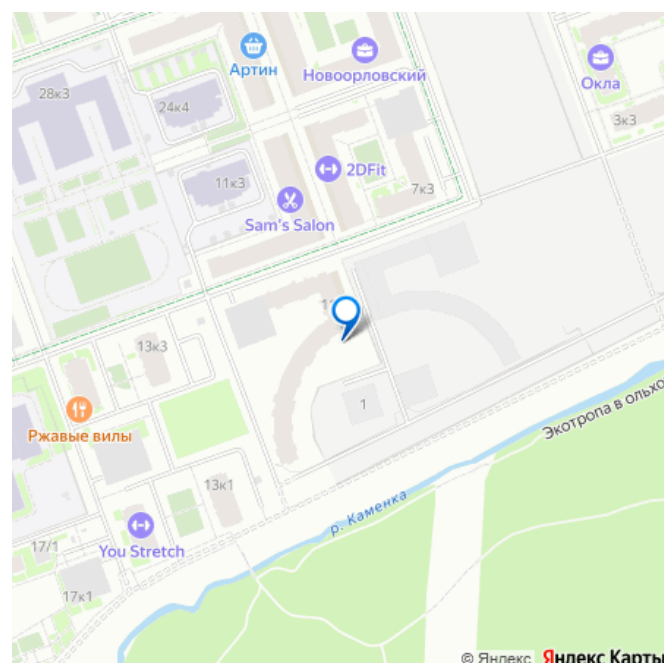 Артин
Новоорловский
Окла
28к3
24к4
3к3
2DFit
11к3
7к3
Sam's Salon
13к3
1
Ржавые вилы
Экотропа в ольхо
13к1
р. Каменка
You Stretch
17/1
17к1
© Яндекс Яндекс Карты